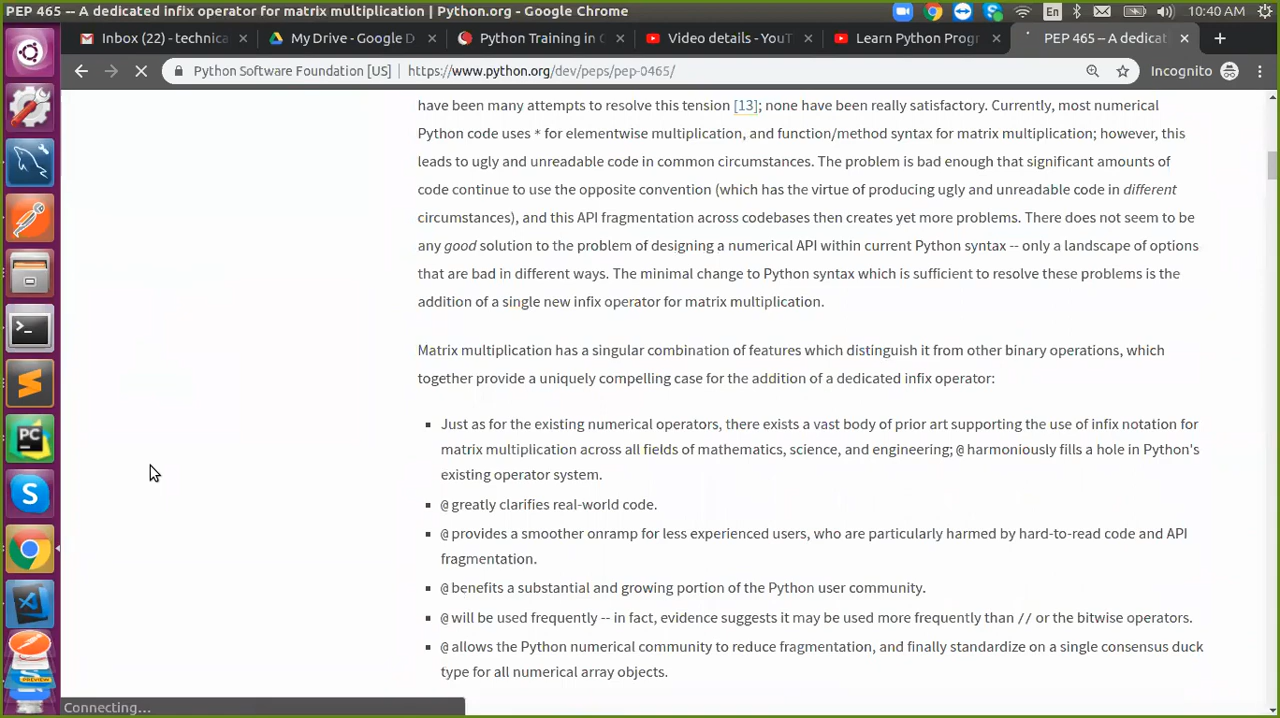 PEP 465 -- A dedicated infix operator for matrix multiplication | Python.org - Google Chrome
En
10:40 AM
Inbox (22) - technica
My Drive - Google D
Python Training in C
Video details - YouT
Learn Python Progr
PEP 465 -- A dedicat
Python Software Foundation [US] | https://www.python.org/dev/peps/pep-0465/
Incognito
have been many attempts to resolve this tension [13]; none have been really satisfactory. Currently, most numerical
Python code uses * for elementwise multiplication, and function/method syntax for matrix multiplication; however, this
leads to ugly and unreadable code in common circumstances. The problem is bad enough that significant amounts of
code continue to use the opposite convention (which has the virtue of producing ugly and unreadable code in different
circumstances), and this API fragmentation across codebases then creates yet more problems. There does not seem to be
any good solution to the problem of designing a numerical API within current Python syntax -- only a landscape of options
that are bad in different ways. The minimal change to Python syntax which is sufficient to resolve these problems is the
addition of a single new infix operator for matrix multiplication.
Matrix multiplication has a singular combination of features which distinguish it from other binary operations, which
together provide a uniquely compelling case for the addition of a dedicated infix operator:
Just as for the existing numerical operators, there exists a vast body of prior art supporting the use of infix notation for
matrix multiplication across all fields of mathematics, science, and engineering; @ harmoniously fills a hole in Python's
existing operator system.
@ greatly clarifies real-world code.
@ provides a smoother onramp for less experienced users, who are particularly harmed by hard-to-read code and API
fragmentation.
@ benefits a substantial and growing portion of the Python user community.
@ will be used frequently -- in fact, evidence suggests it may be used more frequently than // or the bitwise operators.
@ allows the Python numerical community to reduce fragmentation, and finally standardize on a single consensus duck
type for all numerical array objects.
Connecting...
PC
S
PREVIEW